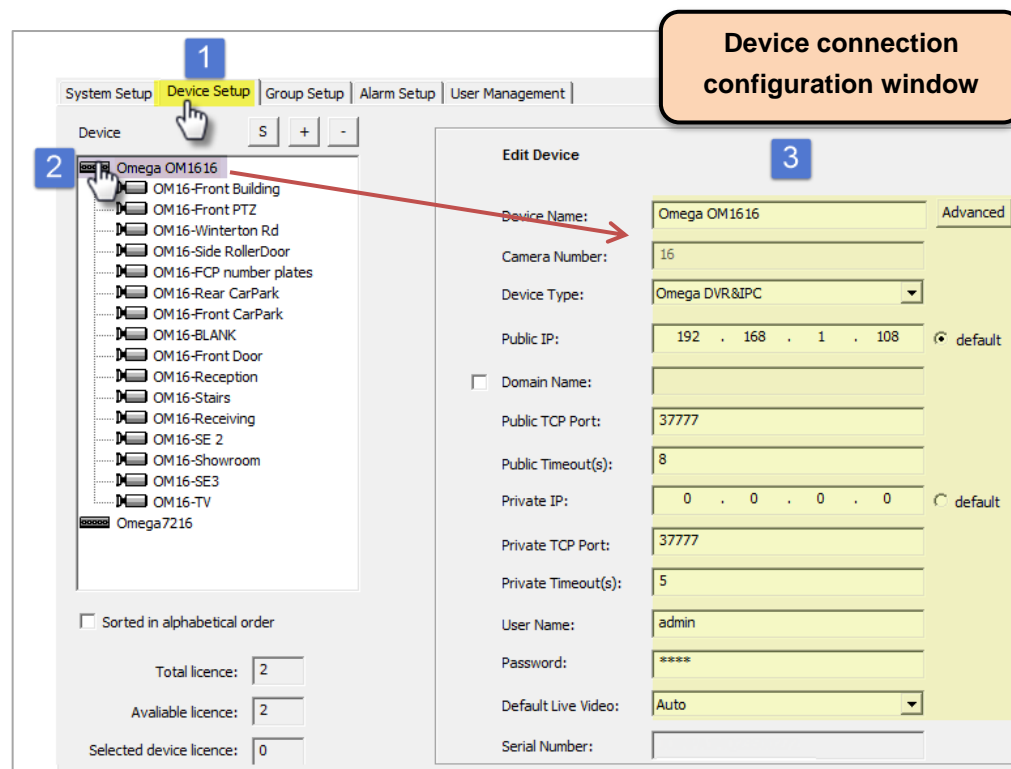 Device connection
configuration window
1
System Setup Device Setup Group Setup Alarm Setup User Management
Device S + -
2
Omega OM1616
OM16-Front Building
OM16-Front PTZ
OM16-Winterton Rd
OM16-Side RollerDoor
OM16-FCP number plates
OM16-Rear CarPark
OM16-Front CarPark
OM16-BLANK
OM16-Front Door
OM16-Reception
OM16-Stairs
OM16-Receiving
OM16-SE 2
OM16-Showroom
OM16-SE3
OM16-TV
Omega7216
Sorted in alphabetical order
Total licence: 2
Avaliable licence: 2
Selected device licence: 0
Edit Device
3
Device Name: Omega OM1616 Advanced
Camera Number: 16
Device Type: Omega DVR&IPC
Public IP: 192 . 168 . 1 . 108 default
Domain Name:
Public TCP Port: 37777
Public Timeout(s): 8
Private IP: 0 . 0 . 0 . 0 default
Private TCP Port: 37777
Private Timeout(s): 5
User Name: admin
Password: ****
Default Live Video: Auto
Serial Number: